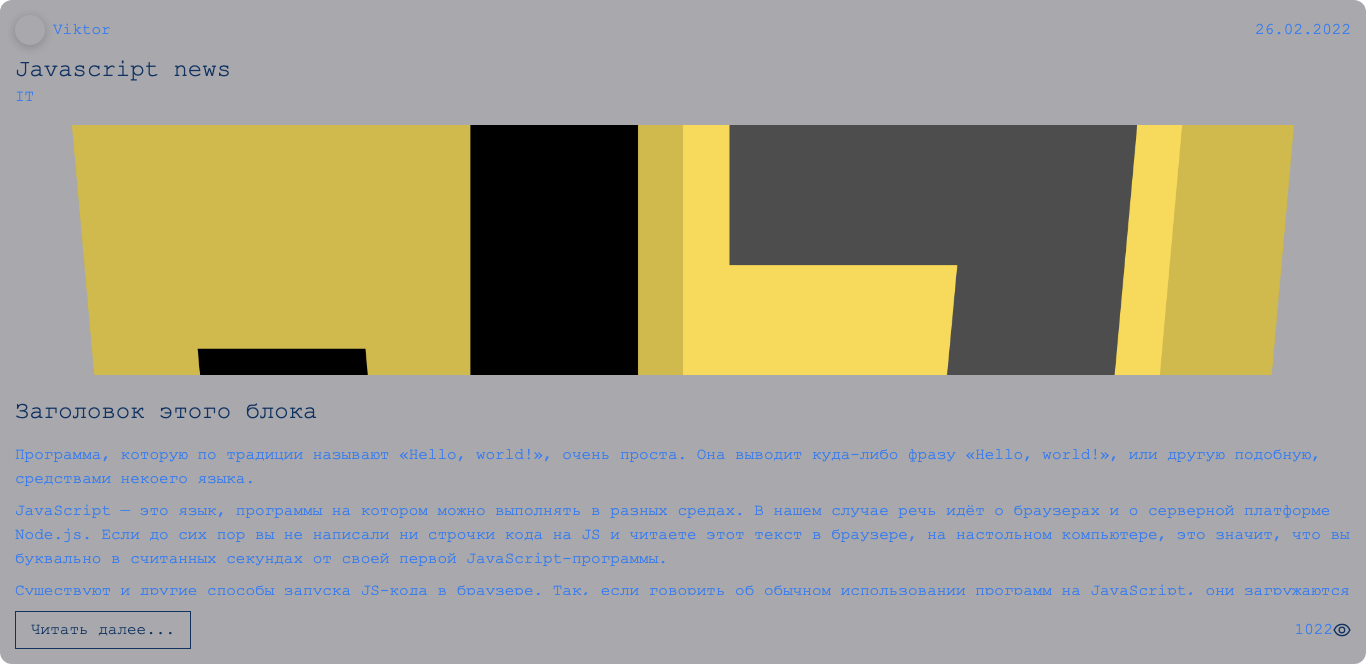 Viktor
26.02.2022
Javascript news
IT
Заголовок этого блока
Программа, которую по традиции называют «Hello, world!», очень проста. Она выводит куда-либо фразу «Hello, world!», или другую подобную,
средствами некоего языка.
JavaScript — это язык, программы на котором можно выполнять в разных средах. В нашем случае речь идёт о браузерах и о серверной платформе
Node.js. Если до сих пор вы не написали ни строчки кода на JS и читаете этот текст в браузере, на настольном компьютере, это значит, что вы
буквально в считанных секундах от своей первой JavaScript-программы.
Существуют и другие способы запуска JS-кода в браузере. Так, если говорить об обычном использовании программ на JavaScript, они загружаются
Читать далее...
1022